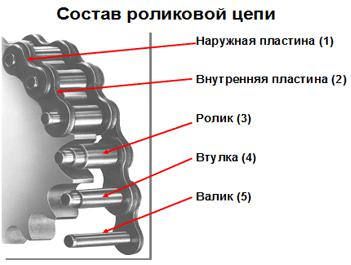 Состав роликовой цепи
Наружная пластина (1)
Внутренняя пластина (2)
Ролик (3)
Втулка (4)
Валик (5)